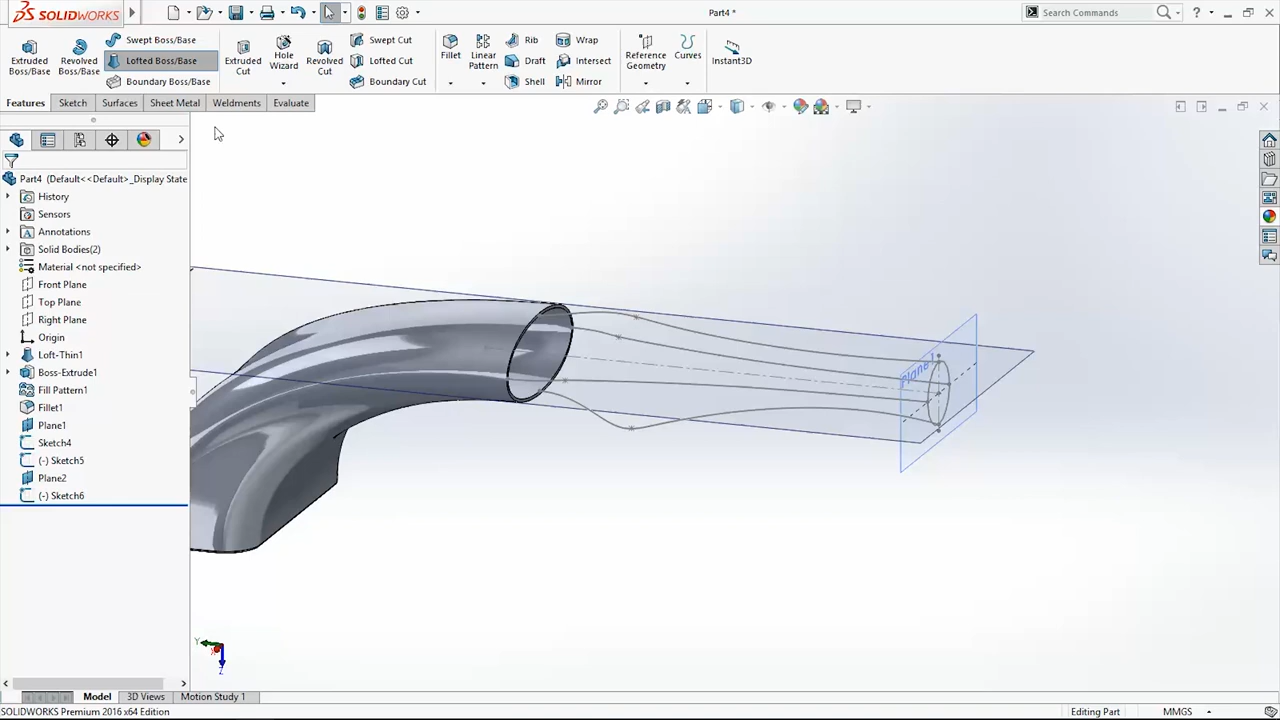 SOLIDWORKS
Part4 *
Search Commands
?
Extruded Boss/Base
Revolved Boss/Base
Swept Boss/Base
Lofted Boss/Base
Boundary Boss/Base
Extruded Cut
Hole Wizard
Revolved Cut
Swept Cut
Lofted Cut
Boundary Cut
Fillet
Linear Pattern
Rib
Draft
Shell
Wrap
Intersect
Mirror
Reference Geometry
Curves
Instant3D
Features
Sketch
Surfaces
Sheet Metal
Weldments
Evaluate
Part4 (Default<<Default>_Display State
History
Sensors
Annotations
Solid Bodies(2)
Material <not specified>
Front Plane
Top Plane
Right Plane
Origin
Loft-Thin1
Boss-Extrude1
Fill Pattern1
Fillet1
Plane1
Sketch4
(-) Sketch5
Plane2
(-) Sketch6
Plane 1
Y
Z
Model
3D Views
Motion Study 1
SOLIDWORKS Premium 2016 x64 Edition
Editing Part
MMGS